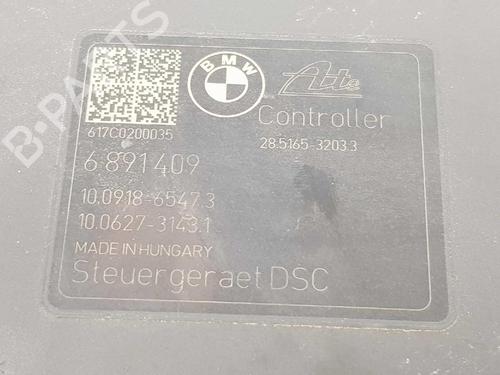 BMW
Ate
Controller
617C0200035
28.5165-3203.3
6 891 409
10.0918-6547.3
10.0627-3143.1
MADE IN HUNGARY
Steuergeraet DSC
B-PARTS